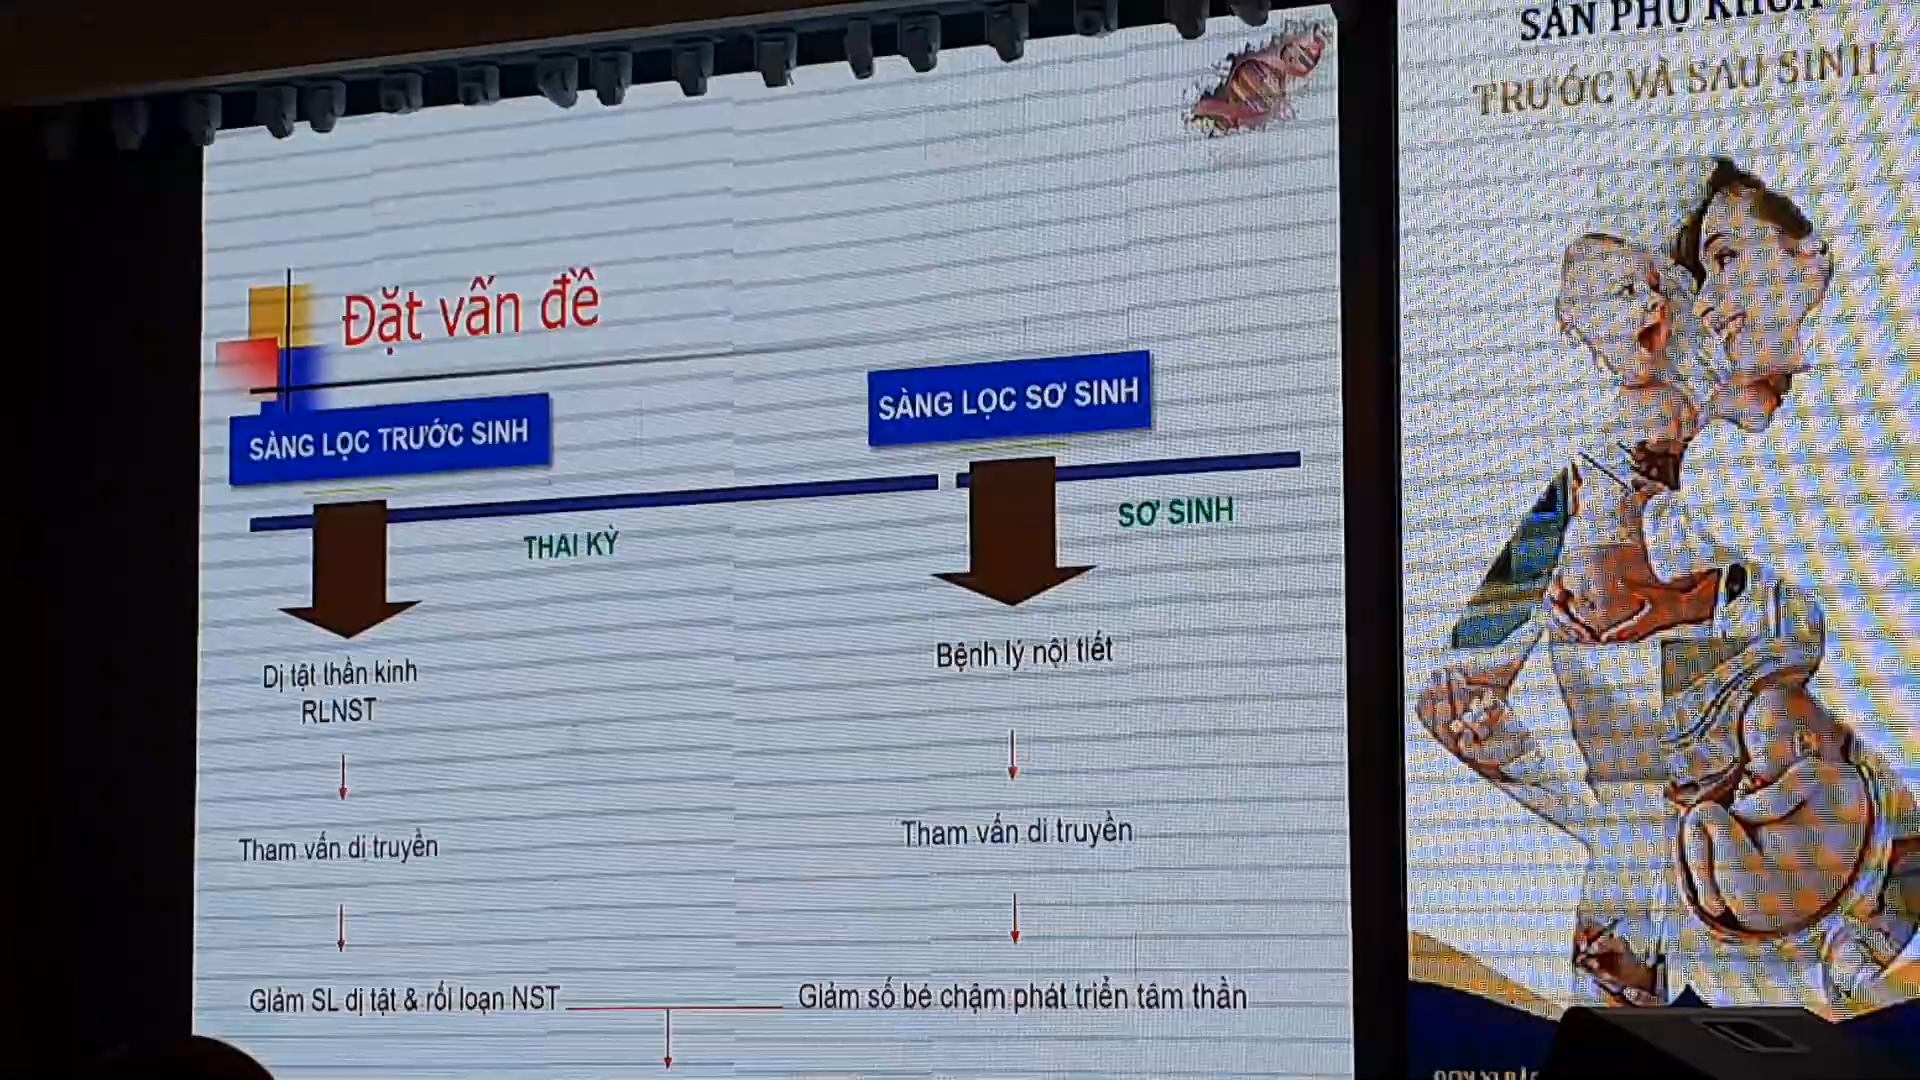 Đặt vấn đề
SÀNG LỌC TRƯỚC SINH
SÀNG LỌC SƠ SINH
THAI KỲ
SƠ SINH
Dị tật thần kinh
RLNST
Bệnh lý nội tiết
Tham vấn di truyền
Tham vấn di truyền
Giảm SL dị tật & rối loạn NST
Giảm số bé chậm phát triển tâm thần
SẢN PHỤ KHOA
TRƯỚC VÀ SAU SINH